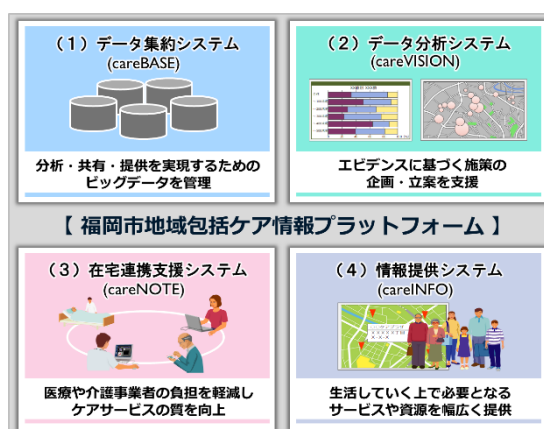 (1) データ集約システム
(careBASE)
分析・共有・提供を実現するための
ビッグデータを管理
(2) データ分析システム
(careVISION)
エビデンスに基づく施策の
企画・立案を支援
【 福岡市地域包括ケア情報プラットフォーム 】
(3) 在宅連携支援システム
(careNOTE)
医療や介護事業者の負担を軽減し
ケアサービスの質を向上
(4) 情報提供システム
(careINFO)
生活していく上で必要となる
サービスや資源を幅広く提供